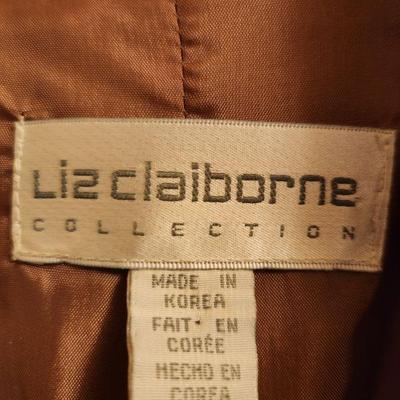 Liz claiborne
COLLECTION
MADE IN
KOREA
FAIT EN
CORÉE
HECHO EN
COREA